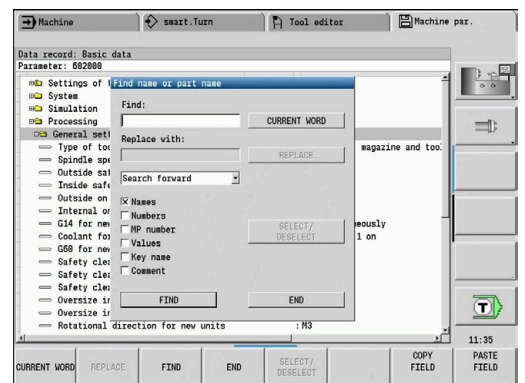 Machine
smart.Turn
Tool editor
Machine par.
Data record: Basic data
Parameter: 602000
Settings of
System
Simulation
Processing
General set
Type of too
magazine and tool
Spindle spe
Outside saf
Inside safe
Outside on
Internal on
G14 for new
eously
Coolant for
1 on
G60 for new
Safety clea
Safety clea
Safety clea
Oversize in
Oversize in
Rotational direction for new units : M3
Find name or part name
Find:
CURRENT WORD
Replace with:
REPLACE
Search forward
Names
Numbers
MP number
Values
Key name
Comment
SELECT/
DESELECT
FIND
END
T
11:35
CURRENT WORD
REPLACE
FIND
END
SELECT/
DESELECT
COPY
FIELD
PASTE
FIELD